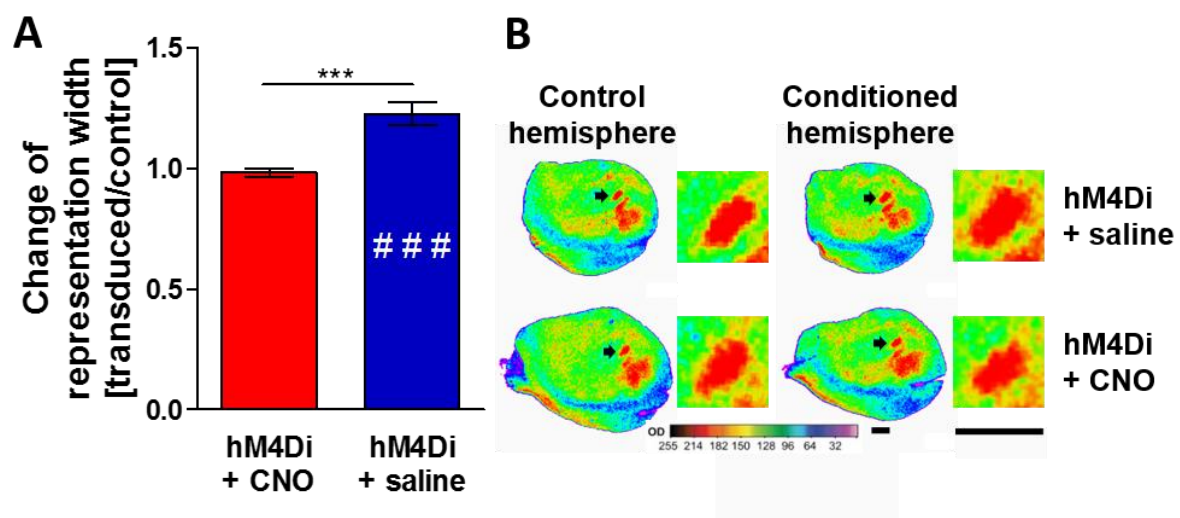 A
Change of
representation width
[transduced/control]
1.5
1.0
0.5
0.0
***
###
hM4Di
+ CNO
hM4Di
+ saline
B
Control
hemisphere
Conditioned
hemisphere
hM4Di
+ saline
hM4Di
+ CNO
OD
255 214 182 150 128 96 64 32